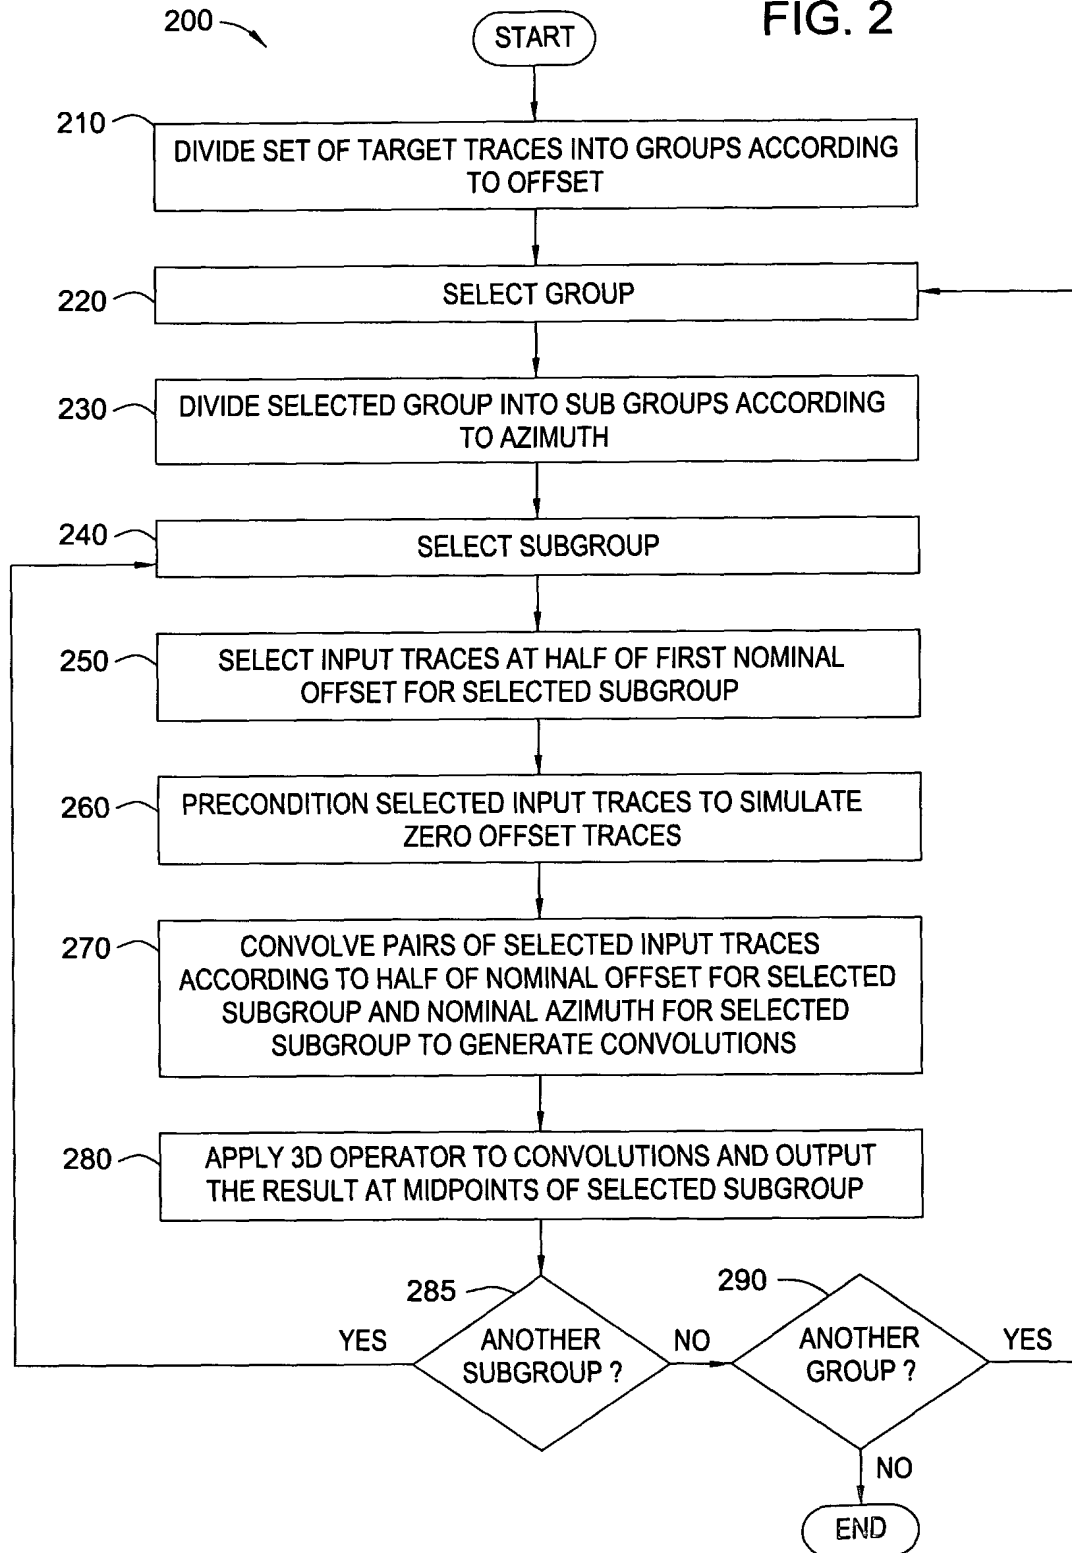 200
START
FIG. 2
210
DIVIDE SET OF TARGET TRACES INTO GROUPS ACCORDING
TO OFFSET
220
SELECT GROUP
230
DIVIDE SELECTED GROUP INTO SUB GROUPS ACCORDING
TO AZIMUTH
240
SELECT SUBGROUP
250
SELECT INPUT TRACES AT HALF OF FIRST NOMINAL
OFFSET FOR SELECTED SUBGROUP
260
PRECONDITION SELECTED INPUT TRACES TO SIMULATE
ZERO OFFSET TRACES
270
CONVOLVE PAIRS OF SELECTED INPUT TRACES
ACCORDING TO HALF OF NOMINAL OFFSET FOR SELECTED
SUBGROUP AND NOMINAL AZIMUTH FOR SELECTED
SUBGROUP TO GENERATE CONVOLUTIONS
280
APPLY 3D OPERATOR TO CONVOLUTIONS AND OUTPUT
THE RESULT AT MIDPOINTS OF SELECTED SUBGROUP
285
290
YES
ANOTHER
SUBGROUP ?
NO
ANOTHER
GROUP ?
YES
NO
END